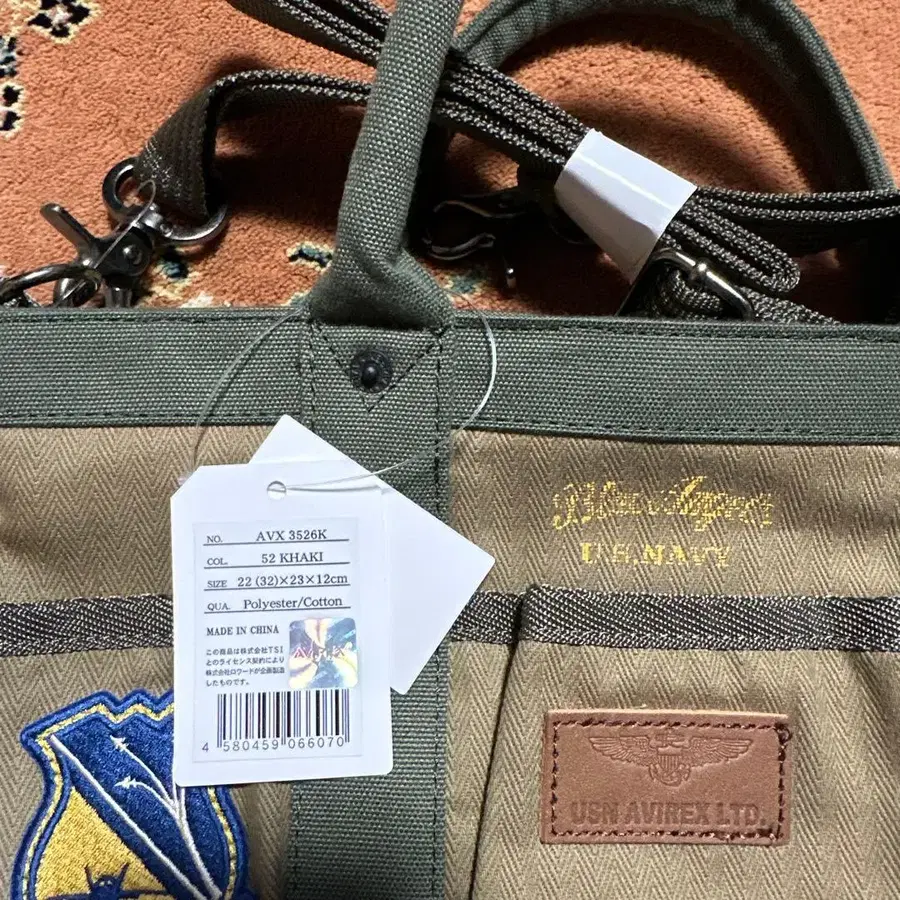 NO. AVX 3526K
COL. 52 KHAKI
SIZE 22 (32)×23×12cm
QUA. Polyester/Cotton
MADE IN CHINA
この商品は株式会社TSI
とのライセンス契約により
株式会社ロワードが企画製造
したものです。
AVIREX
4 580459 066070
Blue Angels
U.S.NAVY
USN AVIREX LTD.